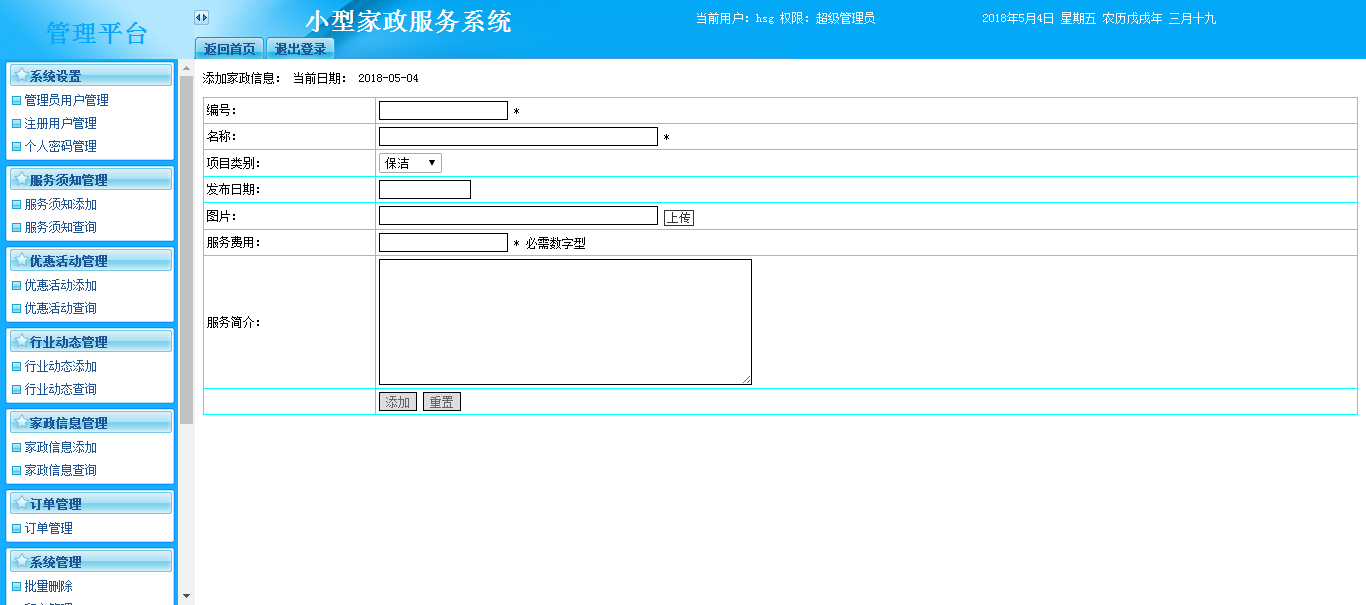 管理平台
小型家政服务系统
当前用户: hsg 权限: 超级管理员
2018年5月4日 星期五 农历戊戌年 三月十九
返回首页 退出登录
系统设置
管理员用户管理
注册用户管理
个人密码管理
服务须知管理
服务须知添加
服务须知查询
优惠活动管理
优惠活动添加
优惠活动查询
行业动态管理
行业动态添加
行业动态查询
家政信息管理
家政信息添加
家政信息查询
订单管理
订单管理
系统管理
批量删除
添加家政信息: 当前日期: 2018-05-04
编号: *
名称: *
项目类别: 保洁
发布日期:
图片: 上传
服务费用: * 必需数字型
服务简介:
添加 重置